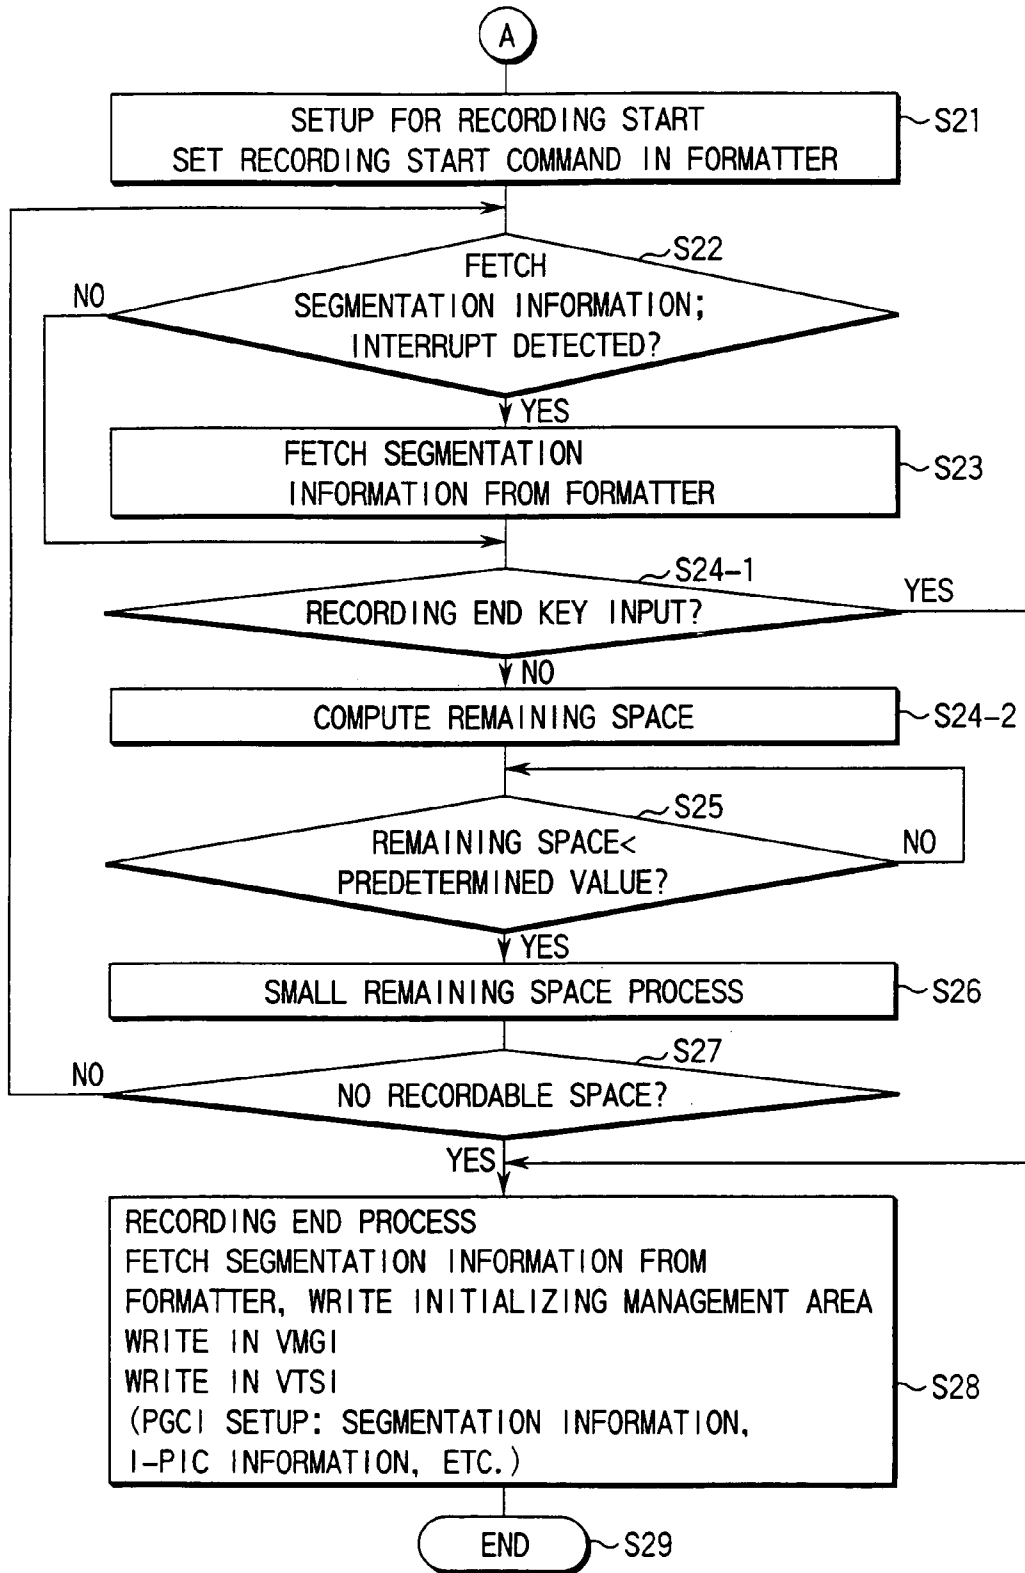 A
SETUP FOR RECORDING START
SET RECORDING START COMMAND IN FORMATTER
S21
S22
FETCH
SEGMENTATION INFORMATION;
INTERRUPT DETECTED?
NO
YES
FETCH SEGMENTATION
INFORMATION FROM FORMATTER
S23
S24-1
RECORDING END KEY INPUT?
YES
NO
COMPUTE REMAINING SPACE
S24-2
S25
REMAINING SPACE<
PREDETERMINED VALUE?
NO
YES
SMALL REMAINING SPACE PROCESS
S26
S27
NO RECORDABLE SPACE?
NO
YES
RECORDING END PROCESS
FETCH SEGMENTATION INFORMATION FROM
FORMATTER, WRITE INITIALIZING MANAGEMENT AREA
WRITE IN VMGI
WRITE IN VTSI
(PGCI SETUP: SEGMENTATION INFORMATION,
I-PIC INFORMATION, ETC.)
S28
END
S29